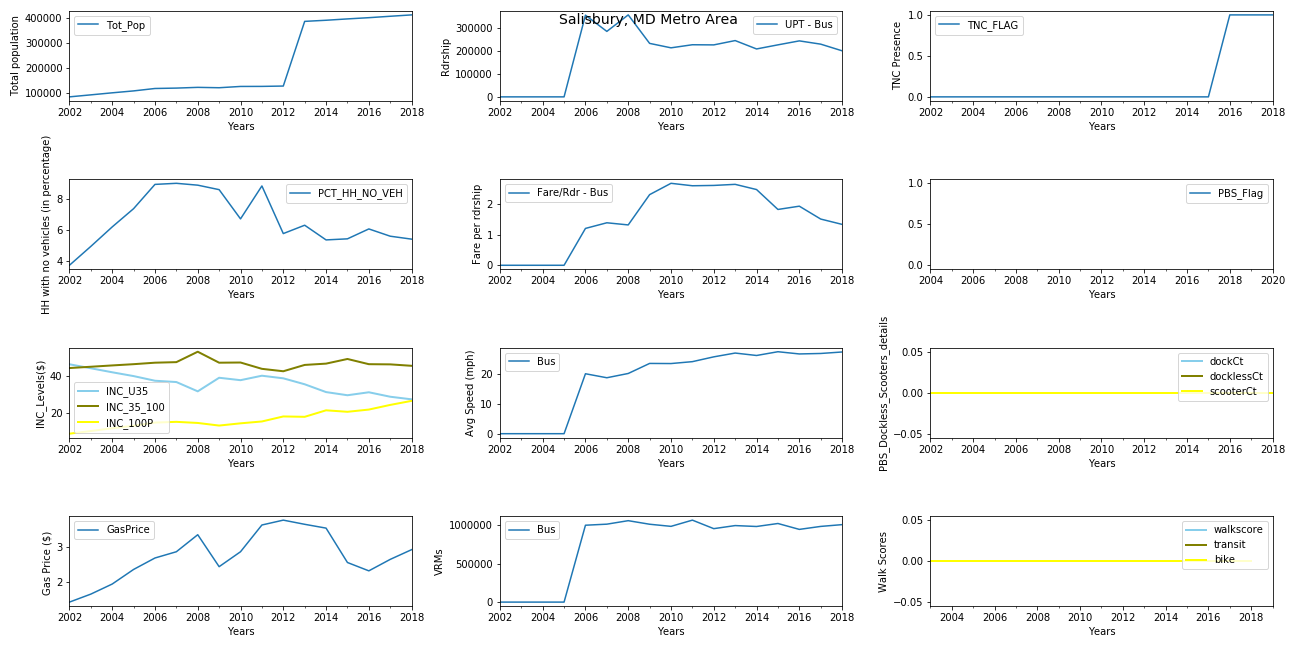 Salisbury, MD Metro Area
Total population
400000
300000
200000
100000
Tot_Pop
2002 2004 2006 2008 2010 2012 2014 2016 2018
Years
Rdrship
300000
200000
100000
0
UPT - Bus
2002 2004 2006 2008 2010 2012 2014 2016 2018
Years
TNC Presence
1.0
0.5
0.0
TNC_FLAG
2002 2004 2006 2008 2010 2012 2014 2016 2018
Years
HH with no vehicles (in percentage)
8
6
4
PCT_HH_NO_VEH
2002 2004 2006 2008 2010 2012 2014 2016 2018
Years
Fare per rdrship
2
1
0
Fare/Rdr - Bus
2002 2004 2006 2008 2010 2012 2014 2016 2018
Years
1.0
0.5
0.0
PBS_Flag
2002 2004 2006 2008 2010 2012 2014 2016 2018 2020
Years
INC_Levels($)
40
20
INC_U35
INC_35_100
INC_100P
2002 2004 2006 2008 2010 2012 2014 2016 2018
Years
Avg Speed (mph)
20
10
0
Bus
2002 2004 2006 2008 2010 2012 2014 2016 2018
Years
PBS_Dockless_Scooters_details
0.05
0.00
−0.05
dockCt
docklessCt
scooterCt
2002 2004 2006 2008 2010 2012 2014 2016 2018
Years
Gas Price ($)
3
2
GasPrice
2002 2004 2006 2008 2010 2012 2014 2016 2018
Years
VRMs
1000000
500000
0
Bus
2002 2004 2006 2008 2010 2012 2014 2016 2018
Years
Walk Scores
0.05
0.00
−0.05
walkscore
transit
bike
2004 2006 2008 2010 2012 2014 2016 2018
Years